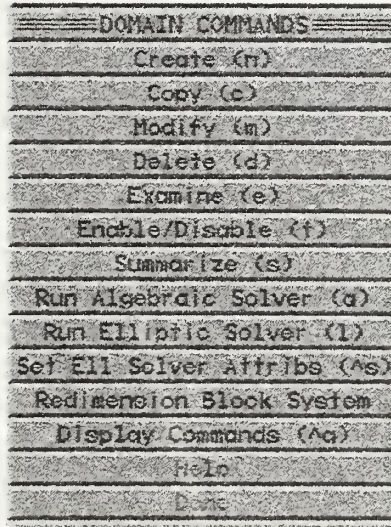 DOMAIN COMMANDS
Create (n)
Copy (c)
Modify (m)
Delete (d)
Examine (e)
Enable/Disable (t)
Summarize (s)
Run Algebraic Solver (a)
Run Elliptic Solver (l)
Set Ell Solver Attribs (^s)
Redimension Block System
Display Commands (^a)
Help
Done